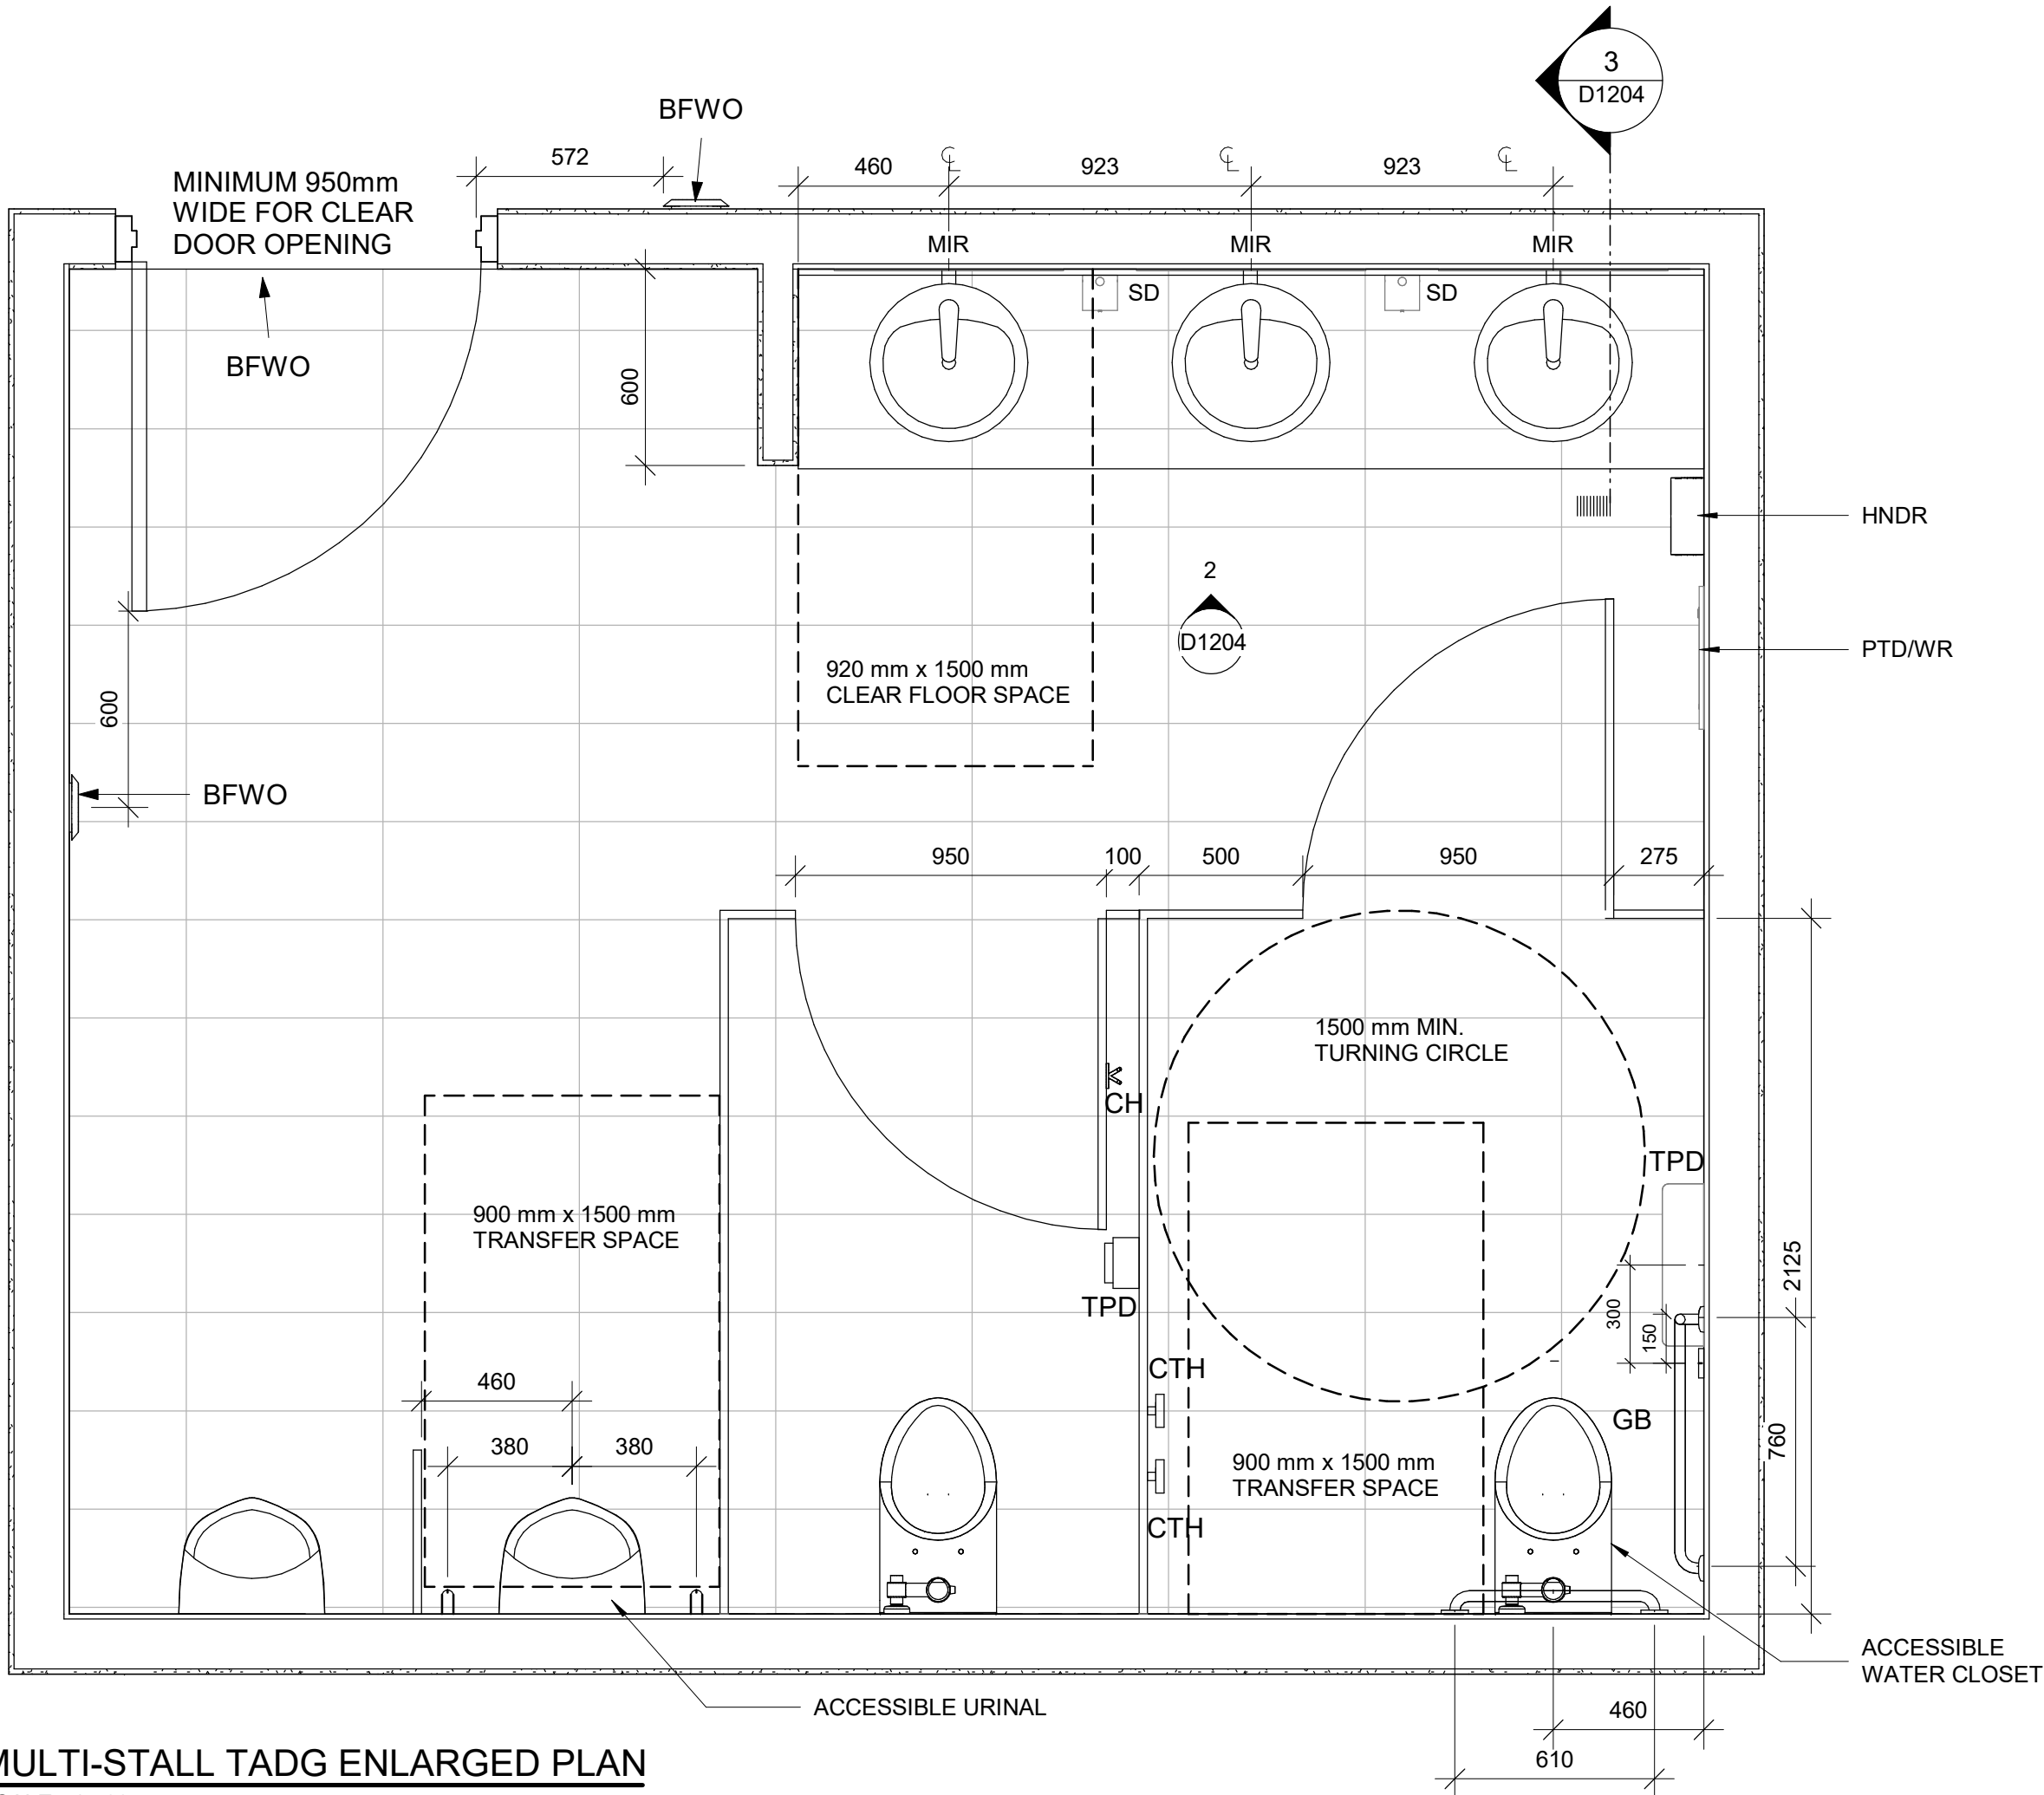 3
D1204
BFWO
572
460
923
923
MINIMUM 950mm
WIDE FOR CLEAR
DOOR OPENING
MIR
MIR
MIR
SD
SD
BFWO
600
HNDR
2
D1204
PTD/WR
920 mm x 1500 mm
CLEAR FLOOR SPACE
600
BFWO
950
100
500
950
275
1500 mm MIN.
TURNING CIRCLE
CH
TPD
900 mm x 1500 mm
TRANSFER SPACE
2125
TPD
300
150
CTH
460
GB
760
380
380
900 mm x 1500 mm
TRANSFER SPACE
CTH
ACCESSIBLE
WATER CLOSET
ACCESSIBLE URINAL
460
610
MULTI-STALL TADG ENLARGED PLAN